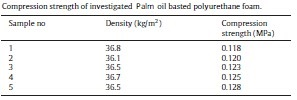 Compression strength of investigated Palm oil basted polyurethane foam.
Sample no Density (kg/m²) Compression
strength (MPa)
1 36.8 0.118
2 36.1 0.120
3 36.5 0.123
4 36.7 0.125
5 36.5 0.128